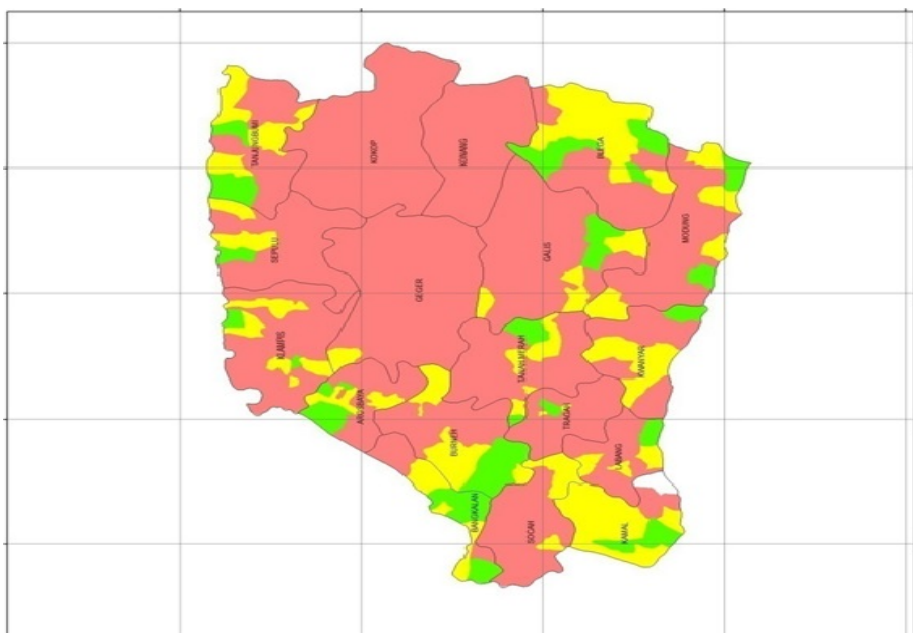 TANJUNGBUMI
KOKOP
KONANG
BLEGA
SEPULU
GEGER
GALIS
MODUNG
KLAMPIS
TANAH MERAH
KWANYAR
AROSBAYA
BURNEH
TRAGAH
LABANG
BANGKALAN
SOCAH
KAMAL